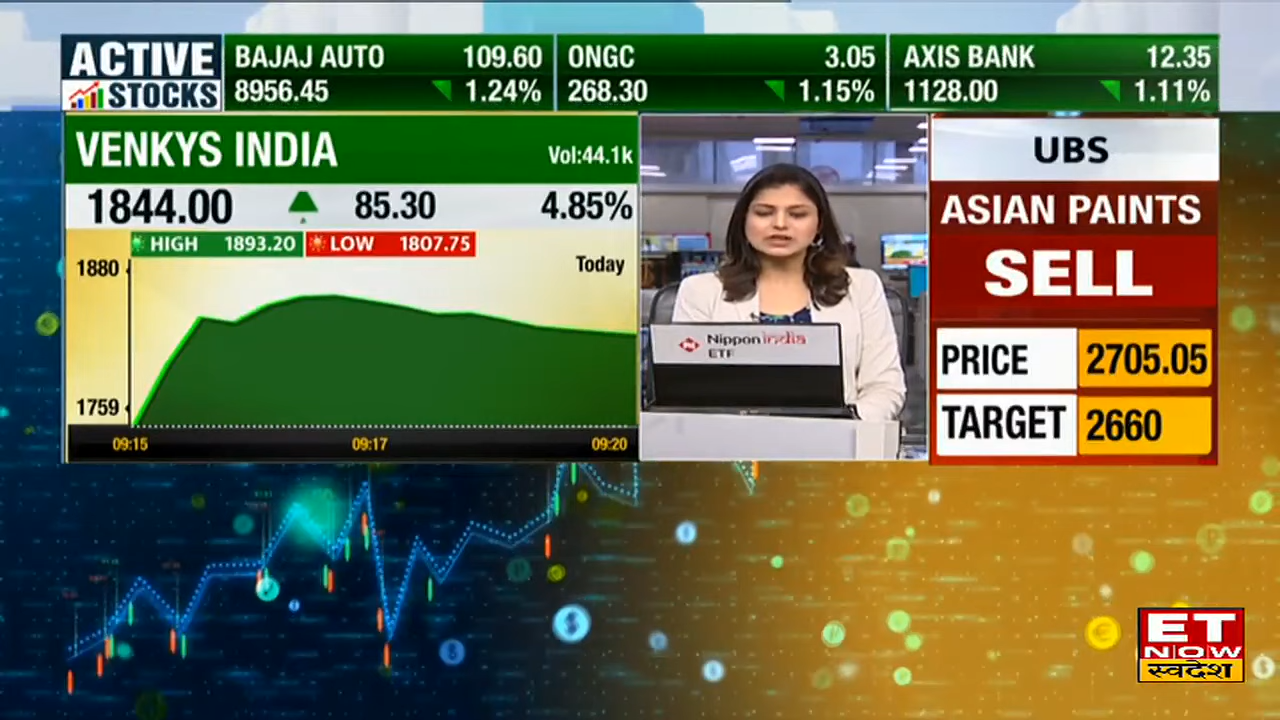 ACTIVE
STOCKS
BAJAJ AUTO 109.60
8956.45 1.24%
ONGC 3.05
268.30 1.15%
AXIS BANK 12.35
1128.00 1.11%
VENKYS INDIA Vol:44.1k
1844.00 85.30 4.85%
HIGH 1893.20 LOW 1807.75
Today
1880
1759
09:15 09:17 09:20
Nippon india
ETF
UBS
ASIAN PAINTS
SELL
PRICE 2705.05
TARGET 2660
ET
NOW
स्वदेश